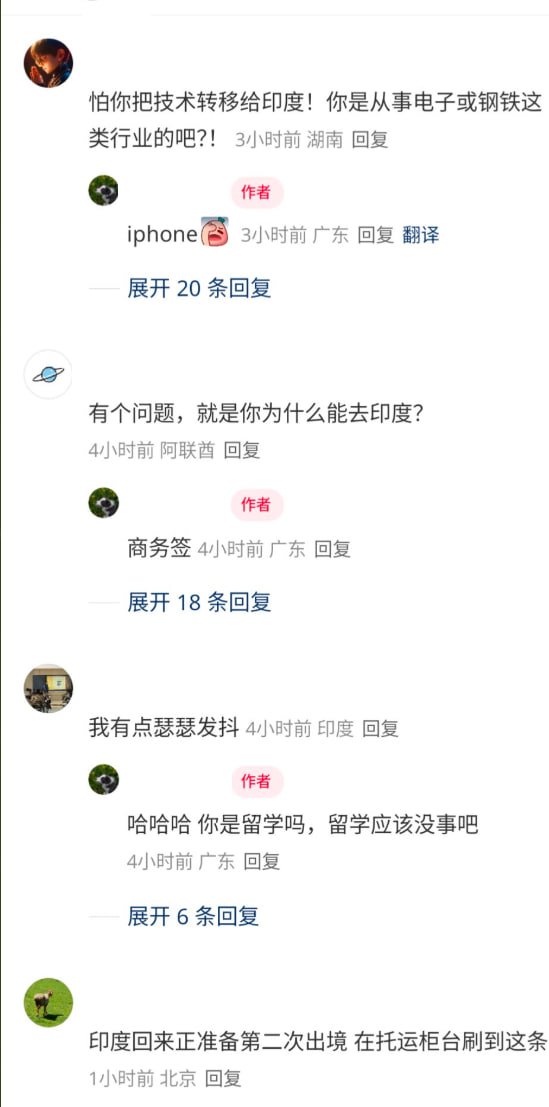 怕你把技术转移给印度！你是从事电子或钢铁这
类行业的吧?！ 3小时前 湖南 回复
作者
iphone 3小时前 广东 回复 翻译
展开 20 条回复
有个问题，就是你为什么能去印度？
4小时前 阿联酋 回复
作者
商务签 4小时前 广东 回复
展开 18 条回复
我有点瑟瑟发抖 4小时前 印度 回复
作者
哈哈哈 你是留学吗，留学应该没事吧
4小时前 广东 回复
展开 6 条回复
印度回来正准备第二次出境 在托运柜台刷到这条
1小时前 北京 回复